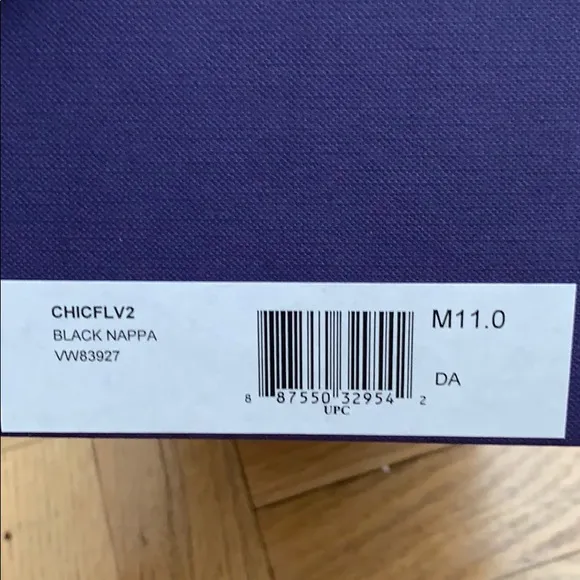 CHICFLV2
BLACK NAPPA
VW83927
8 87550 32954 2
UPC
M11.0
DA